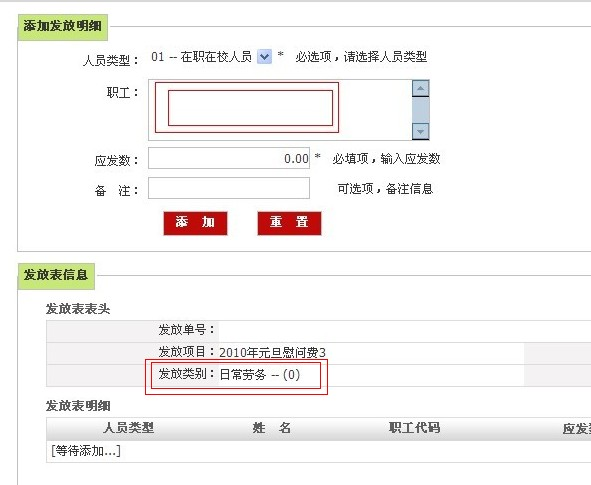 添加发放明细
人员类型： 01 -- 在职在校人员 * 必选项，请选择人员类型
职工：
应发数： 0.00 * 必填项，输入应发数
备 注： 可选项，备注信息
添 加 重 置
发放表信息
发放表表头
发放单号：
发放项目： 2010年元旦慰问费3
发放类别： 日常劳务 -- (0)
发放表明细
人员类型 姓 名 职工代码 应发
[等待添加...]